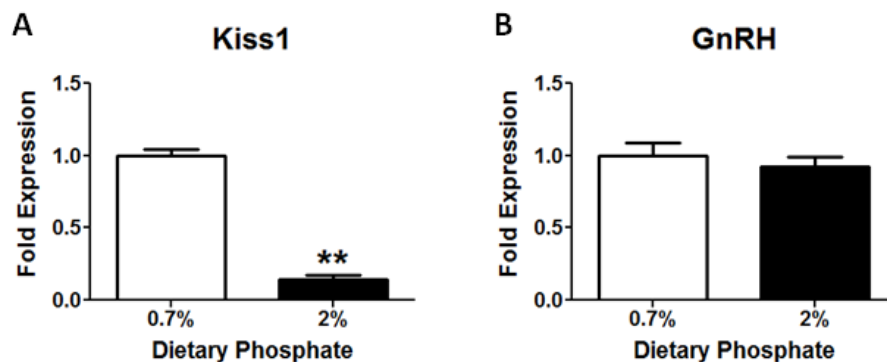 A
Kiss1
Fold Expression
1.5
1.0
0.5
0.0
**
0.7%
2%
Dietary Phosphate
B
GnRH
Fold Expression
1.5
1.0
0.5
0.0
0.7%
2%
Dietary Phosphate